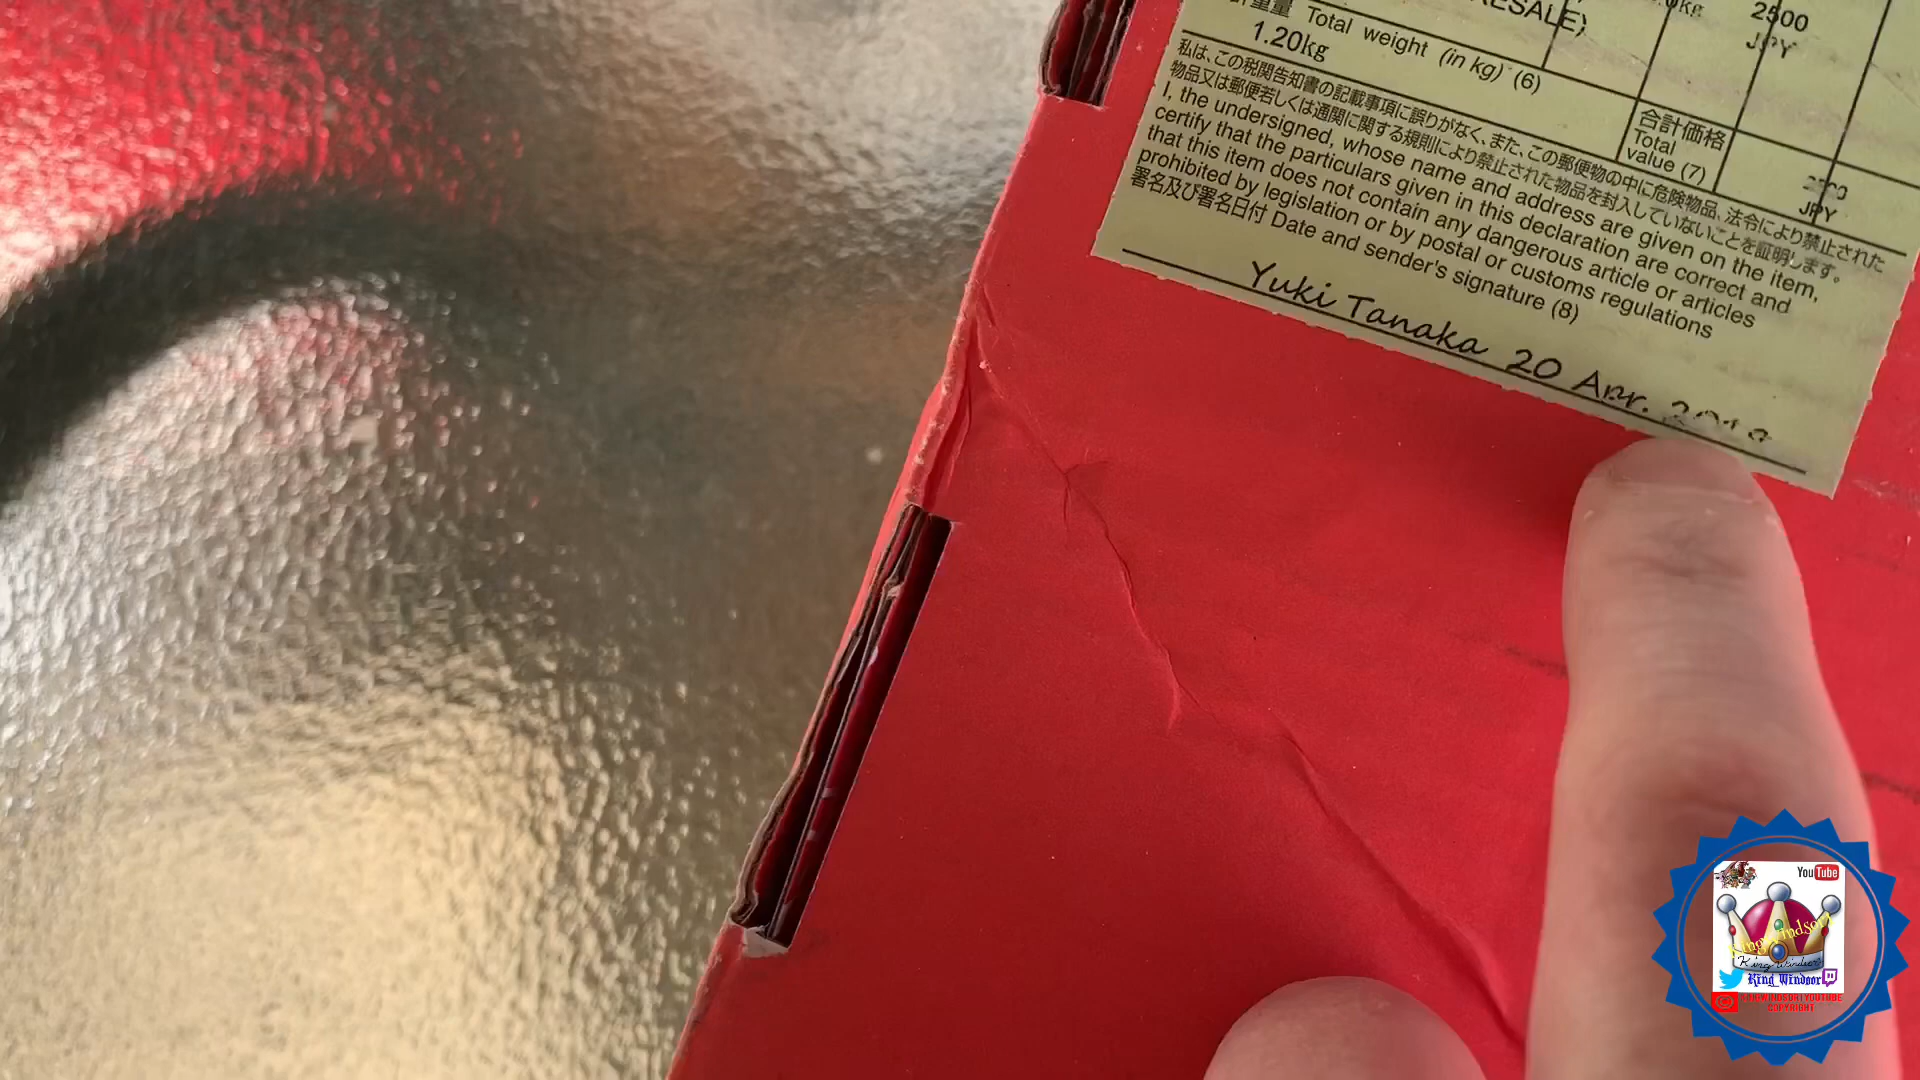 RESALE)
2500
JPY
Total weight (in kg) (6)
1.20kg
合計価格
Total
value (7)
JPY
私は、この税関告知書の記載事項に誤りがなく、また、この郵便物の中に危険物品、法令により禁止された
物品又は郵便若しくは通関に関する規則により禁止された物品を封入していないことを証明します。
I, the undersigned, whose name and address are given on the item,
certify that the particulars given in this declaration are correct and
that this item does not contain any dangerous article or articles
prohibited by legislation or by postal or customs regulations
署名及び署名日付 Date and sender's signature (8)
Yuki Tanaka 20 Apr.
YouTube
King Windsor
King Windsor
KINGWINDSOR1YOUTUBE
COPYRIGHT